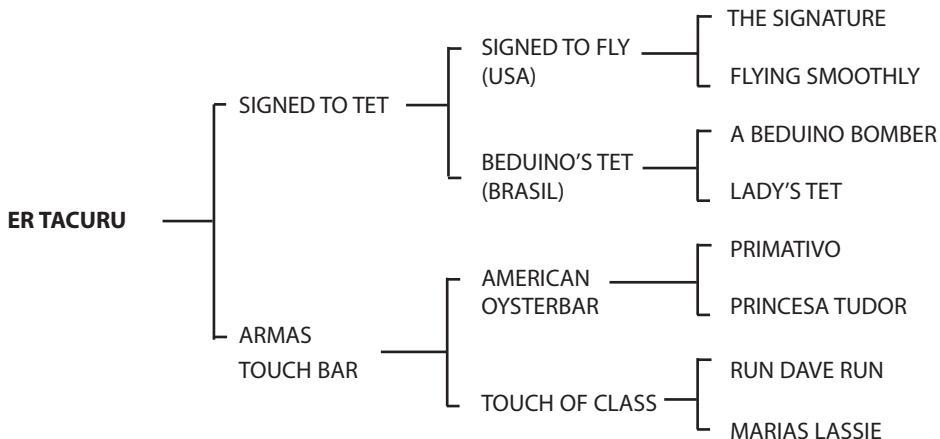 THE SIGNATURE
SIGNED TO FLY
(USA)
FLYING SMOOTHLY
SIGNED TO TET
A BEDUINO BOMBER
BEDUINO'S TET
(BRASIL)
LADY'S TET
ER TACURU
PRIMATIVO
AMERICAN
OYSTERBAR
PRINCESA TUDOR
ARMAS
TOUCH BAR
RUN DAVE RUN
TOUCH OF CLASS
MARIAS LASSIE